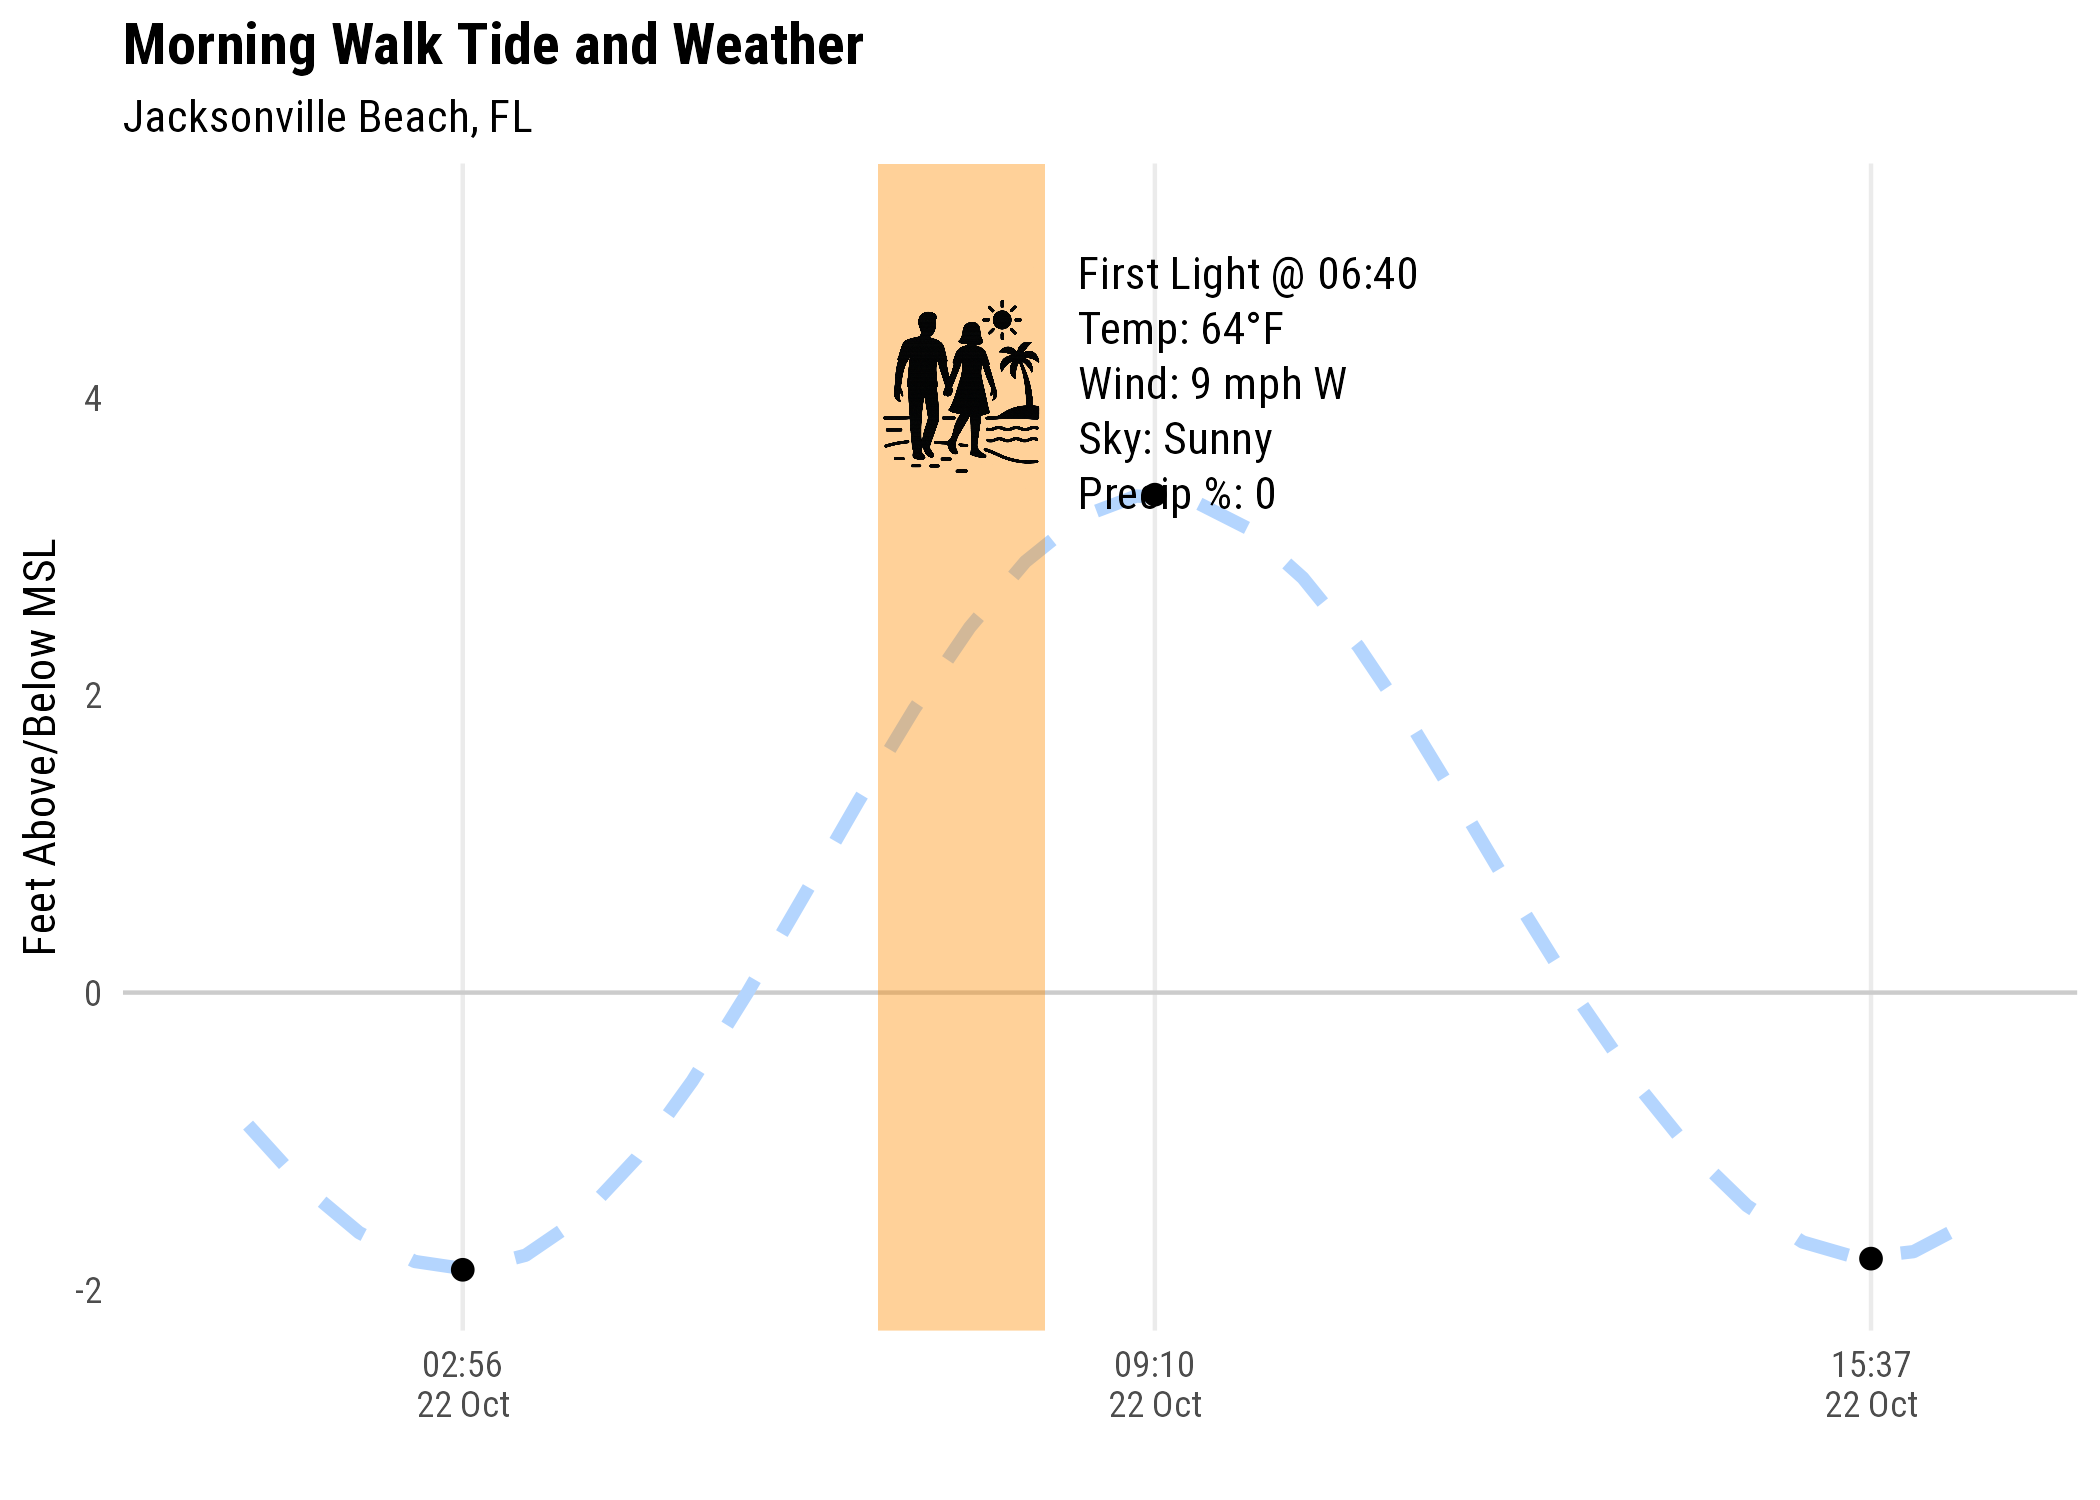 Morning Walk Tide and Weather
Jacksonville Beach, FL
First Light @ 06:40
Temp: 64°F
Wind: 9 mph W
Sky: Sunny
Precip %: 0
Feet Above/Below MSL
4
2
0
-2
02:56
22 Oct
09:10
22 Oct
15:37
22 Oct